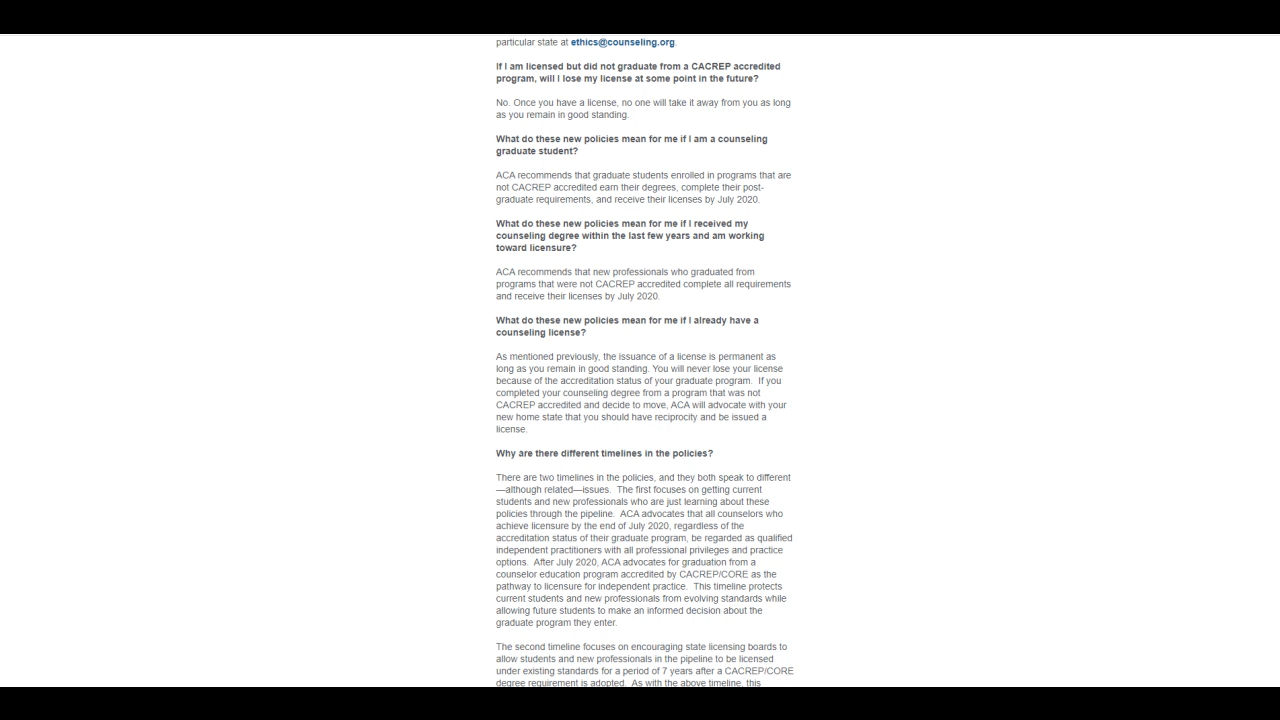 particular state at ethics@counseling.org.
If I am licensed but did not graduate from a CACREP accredited
program, will I lose my license at some point in the future?
No. Once you have a license, no one will take it away from you as long
as you remain in good standing.
What do these new policies mean for me if I am a counseling
graduate student?
ACA recommends that graduate students enrolled in programs that are
not CACREP accredited earn their degrees, complete their post-
graduate requirements, and receive their licenses by July 2020.
What do these new policies mean for me if I received my
counseling degree within the last few years and am working
toward licensure?
ACA recommends that new professionals who graduated from
programs that were not CACREP accredited complete all requirements
and receive their licenses by July 2020.
What do these new policies mean for me if I already have a
counseling license?
As mentioned previously, the issuance of a license is permanent as
long as you remain in good standing. You will never lose your license
because of the accreditation status of your graduate program.  If you
completed your counseling degree from a program that was not
CACREP accredited and decide to move, ACA will advocate with your
new home state that you should have reciprocity and be issued a
license.
Why are there different timelines in the policies?
There are two timelines in the policies, and they both speak to different
—although related—issues.  The first focuses on getting current
students and new professionals who are just learning about these
policies through the pipeline.  ACA advocates that all counselors who
achieve licensure by the end of July 2020, regardless of the
accreditation status of their graduate program, be regarded as qualified
independent practitioners with all professional privileges and practice
options.  After July 2020, ACA advocates for graduation from a
counselor education program accredited by CACREP/CORE as the
pathway to licensure for independent practice.  This timeline protects
current students and new professionals from evolving standards while
allowing future students to make an informed decision about the
graduate program they enter.
The second timeline focuses on encouraging state licensing boards to
allow students and new professionals in the pipeline to be licensed
under existing standards for a period of 7 years after a CACREP/CORE
degree requirement is adopted.  As with the above timeline, this